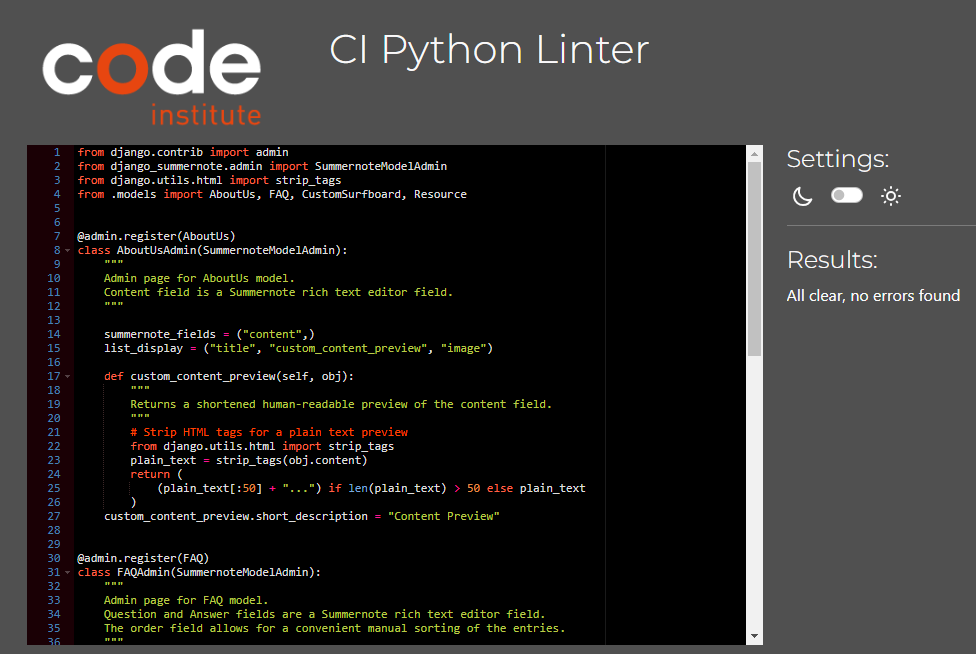 code
institute
CI Python Linter
1 from django.contrib import admin
2 from django_summernote.admin import SummernoteModelAdmin
3 from django.utils.html import strip_tags
4 from .models import AboutUs, FAQ, CustomSurfboard, Resource
5
6
7 @admin.register(AboutUs)
8 class AboutUsAdmin(SummernoteModelAdmin):
9     """
10     Admin page for AboutUs model.
11     Content field is a Summernote rich text editor field.
12     """
13
14     summernote_fields = ("content",)
15     list_display = ("title", "custom_content_preview", "image")
16
17     def custom_content_preview(self, obj):
18         """
19         Returns a shortened human-readable preview of the content field.
20         """
21         # Strip HTML tags for a plain text preview
22         from django.utils.html import strip_tags
23         plain_text = strip_tags(obj.content)
24         return (
25             (plain_text[:50] + "...") if len(plain_text) > 50 else plain_text
26         )
27     custom_content_preview.short_description = "Content Preview"
28
29
30 @admin.register(FAQ)
31 class FAQAdmin(SummernoteModelAdmin):
32     """
33     Admin page for FAQ model.
34     Question and Answer fields are a Summernote rich text editor field.
35     The order field allows for a convenient manual sorting of the entries.
36     """
Settings:
Results:
All clear, no errors found